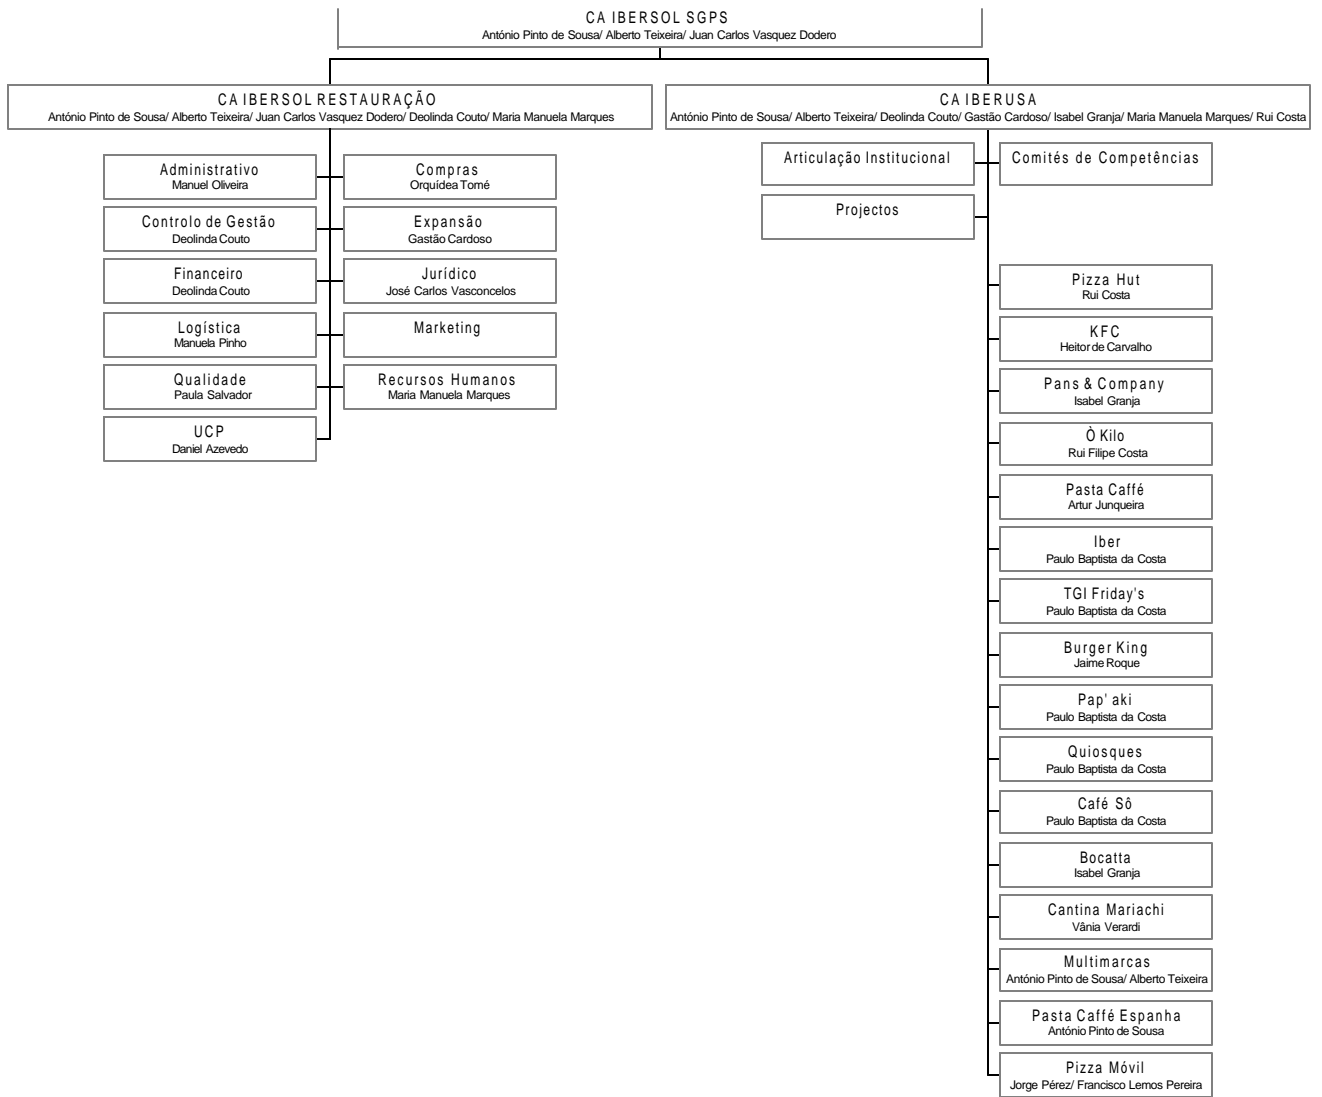 CA IBERSOL SGPS
António Pinto de Sousa/ Alberto Teixeira/ Juan Carlos Vasquez Dodero
CA IBERSOL RESTAURAÇÃO
António Pinto de Sousa/ Alberto Teixeira/ Juan Carlos Vasquez Dodero/ Deolinda Couto/ Maria Manuela Marques
Administrativo
Manuel Oliveira
Compras
Orquídea Tomé
Controlo de Gestão
Deolinda Couto
Expansão
Gastão Cardoso
Financeiro
Deolinda Couto
Jurídico
José Carlos Vasconcelos
Logística
Manuela Pinho
Marketing
Qualidade
Paula Salvador
Recursos Humanos
Maria Manuela Marques
UCP
Daniel Azevedo
CA IBERUSA
António Pinto de Sousa/ Alberto Teixeira/ Deolinda Couto/ Gastão Cardoso/ Isabel Granja/ Maria Manuela Marques/ Rui Costa
Articulação Institucional
Comités de Competências
Projectos
Pizza Hut
Rui Costa
KFC
Heitor de Carvalho
Pans & Company
Isabel Granja
Ò Kilo
Rui Filipe Costa
Pasta Caffé
Artur Junqueira
Iber
Paulo Baptista da Costa
TGI Friday's
Paulo Baptista da Costa
Burger King
Jaime Roque
Pap' aki
Paulo Baptista da Costa
Quiosques
Paulo Baptista da Costa
Café Sô
Paulo Baptista da Costa
Bocatta
Isabel Granja
Cantina Mariachi
Vânia Verardi
Multimarcas
António Pinto de Sousa/ Alberto Teixeira
Pasta Caffé Espanha
António Pinto de Sousa
Pizza Móvil
Jorge Pérez/ Francisco Lemos Pereira